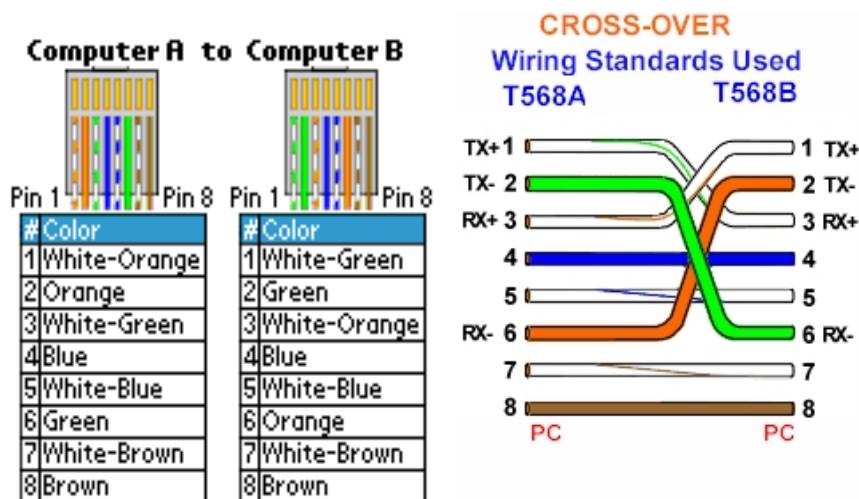 Computer A to Computer B
Pin 1 Pin 8
# Color
1 White-Orange
2 Orange
3 White-Green
4 Blue
5 White-Blue
6 Green
7 White-Brown
8 Brown
Pin 1 Pin 8
# Color
1 White-Green
2 Green
3 White-Orange
4 Blue
5 White-Blue
6 Orange
7 White-Brown
8 Brown
CROSS-OVER
Wiring Standards Used
T568A T568B
TX+ 1 1 TX+
TX- 2 2 TX-
RX+ 3 3 RX+
4 4
5 5
RX- 6 6 RX-
7 7
8 8
PC PC